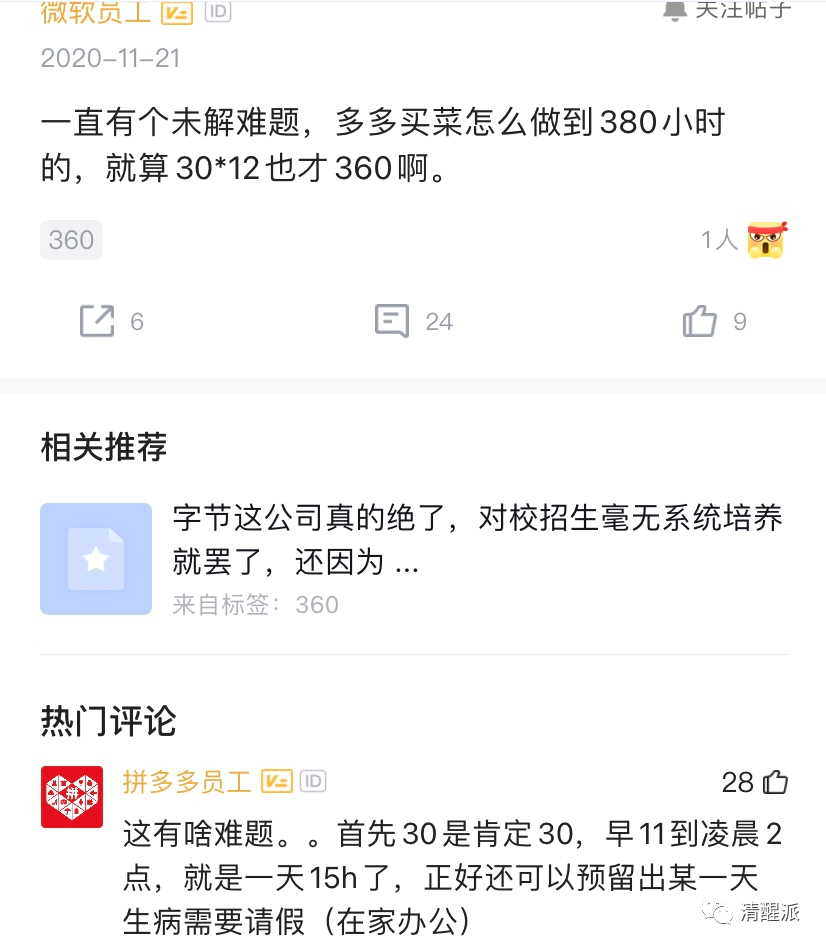 微软员工 V ID 关注帖子
2020-11-21
一直有个未解难题，多多买菜怎么做到380小时
的，就算30*12也才360啊。
360
1人
6 24 9
相关推荐
字节这公司真的绝了，对校招生毫无系统培养
就罢了，还因为 ...
来自标签：360
热门评论
拼多多员工 V ID 28
拼
这有啥难题。。首先30是肯定30，早11到凌晨2
点，就是一天15h了，正好还可以预留出某一天
生病需要请假（在家办公）
清醒派